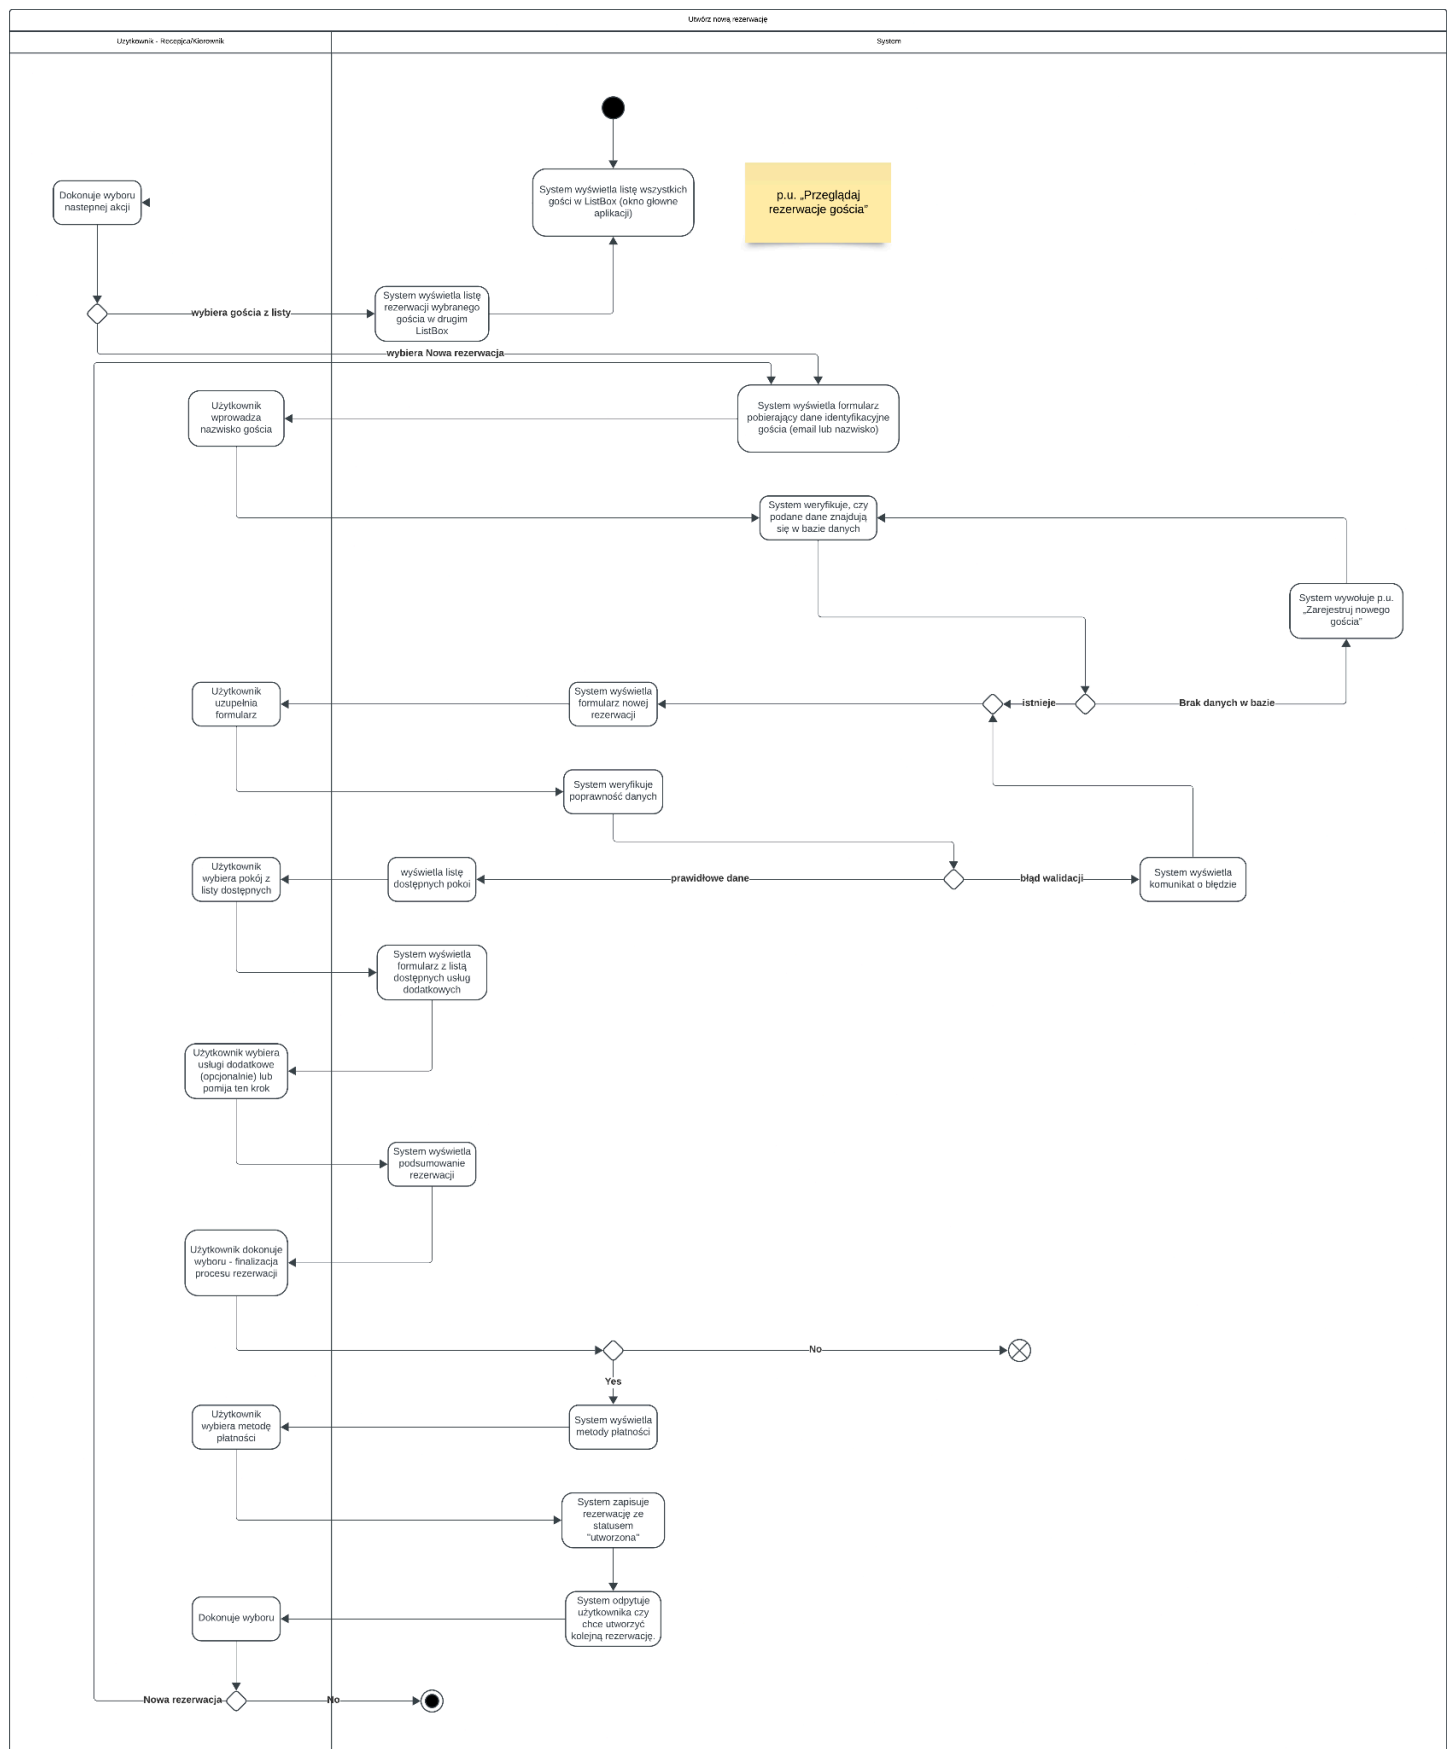 Utwórz nową rezerwację
Użytkownik - Recepjca/Kierownik
System
Dokonuje wyboru
nastepnej akcji
System wyświetla listę wszystkich
gości w ListBox (okno głowne
aplikacji)
p.u. „Przeglądaj
rezerwacje gościa”
wybiera gościa z listy
System wyświetla listę
rezerwacji wybranego
gościa w drugim
ListBox
wybiera Nowa rezerwacja
Użytkownik
wprowadza
nazwisko gościa
System wyświetla formularz
pobierający dane identyfikacyjne
gościa (email lub nazwisko)
System weryfikuje, czy
podane dane znajdują
się w bazie danych
System wywołuje p.u.
„Zarejestruj nowego
gościa”
Użytkownik
uzupełnia
formularz
System wyświetla
formularz nowej
rezerwacji
istnieje
Brak danych w bazie
System weryfikuje
poprawność danych
Użytkownik
wybiera pokój z
listy dostępnych
wyświetla listę
dostępnych pokoi
prawidłowe dane
błąd walidacji
System wyświetla
komunikat o błędzie
System wyświetla
formularz z listą
dostępnych usług
dodatkowych
Użytkownik wybiera
usługi dodatkowe
(opcjonalnie) lub
pomija ten krok
System wyświetla
podsumowanie
rezerwacji
Użytkownik dokonuje
wyboru - finalizacja
procesu rezerwacji
No
Yes
Użytkownik
wybiera metodę
płatności
System wyświetla
metody płatności
System zapisuje
rezerwację ze
statusem
"utworzona"
Dokonuje wyboru
System odpytuje
użytkownika czy
chce utworzyć
kolejną rezerwację.
Nowa rezerwacja
No